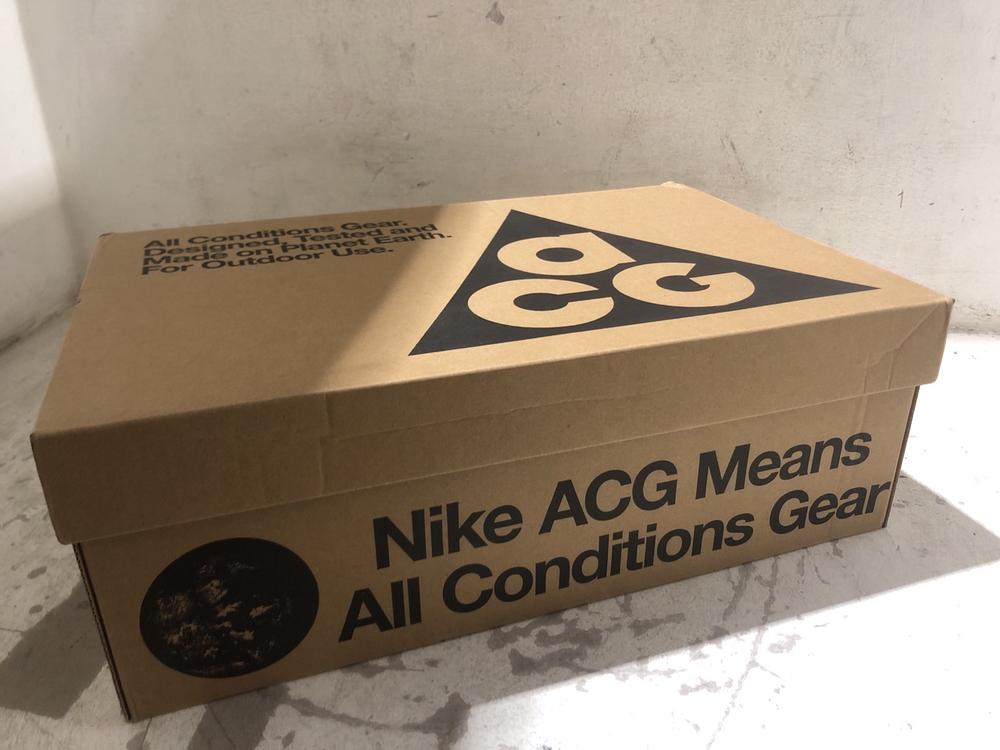 All Conditions Gear.
Designed, Tested and
Made on Planet Earth.
For Outdoor Use.
aCG
Nike ACG Means
All Conditions Gear